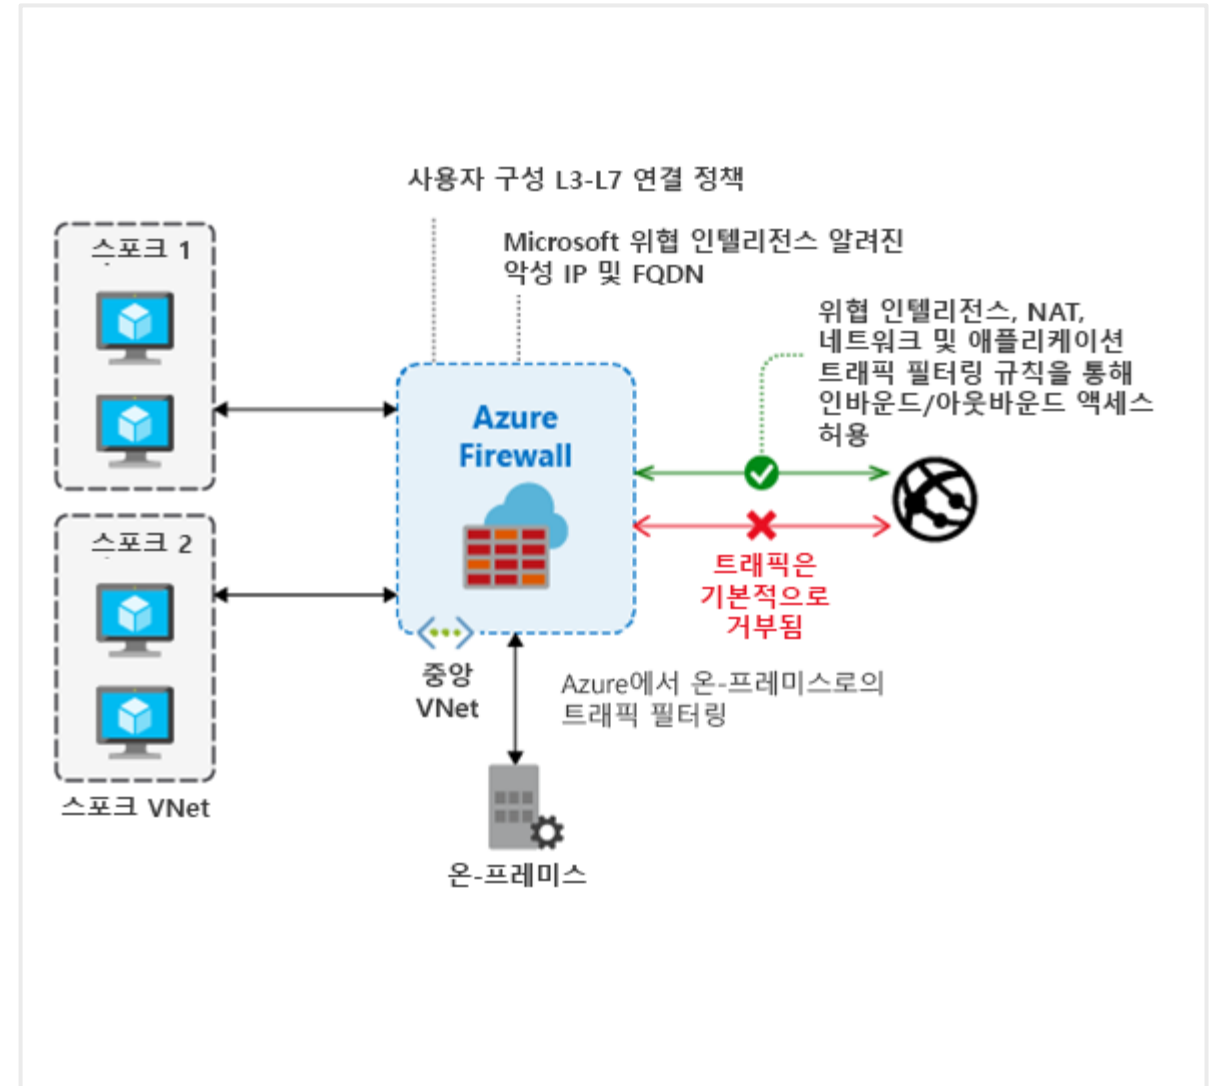 사용자 구성 L3-L7 연결 정책
Microsoft 위협 인텔리전스 알려진
악성 IP 및 FQDN
위협 인텔리전스, NAT,
네트워크 및 애플리케이션
트래픽 필터링 규칙을 통해
인바운드/아웃바운드 액세스
허용
스포크 1
Azure
Firewall
스포크 2
트래픽은
기본적으로
거부됨
중앙
VNet
Azure에서 온-프레미스로의
트래픽 필터링
스포크 VNet
온-프레미스